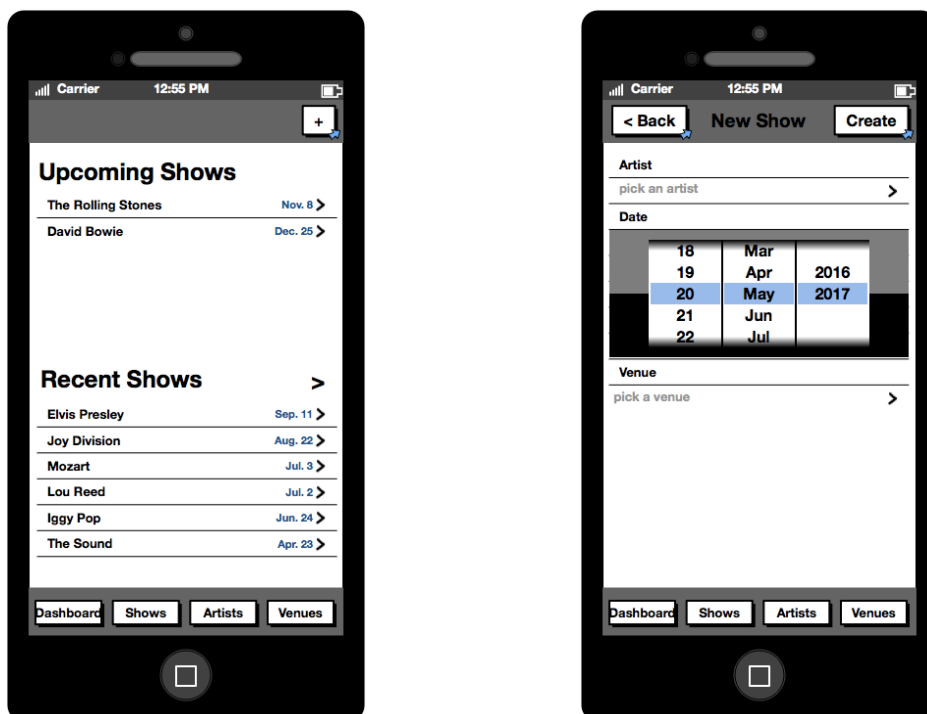 Carrier 12:55 PM
+
Upcoming Shows
The Rolling Stones Nov. 8 >
David Bowie Dec. 25 >
Recent Shows >
Elvis Presley Sep. 11 >
Joy Division Aug. 22 >
Mozart Jul. 3 >
Lou Reed Jul. 2 >
Iggy Pop Jun. 24 >
The Sound Apr. 23 >
Dashboard Shows Artists Venues
Carrier 12:55 PM
< Back New Show Create
Artist
pick an artist >
Date
18 Mar
19 Apr 2016
20 May 2017
21 Jun
22 Jul
Venue
pick a venue >
Dashboard Shows Artists Venues